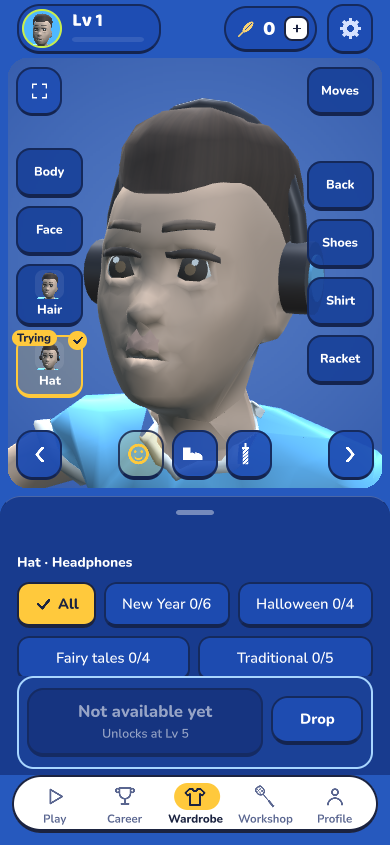 Lv 1
0
+
Moves
Body
Back
Face
Shoes
Hair
Shirt
Trying
Hat
Racket
Hat · Headphones
All
New Year 0/6
Halloween 0/4
Fairy tales 0/4
Traditional 0/5
Not available yet
Unlocks at Lv 5
Drop
Play
Career
Wardrobe
Workshop
Profile